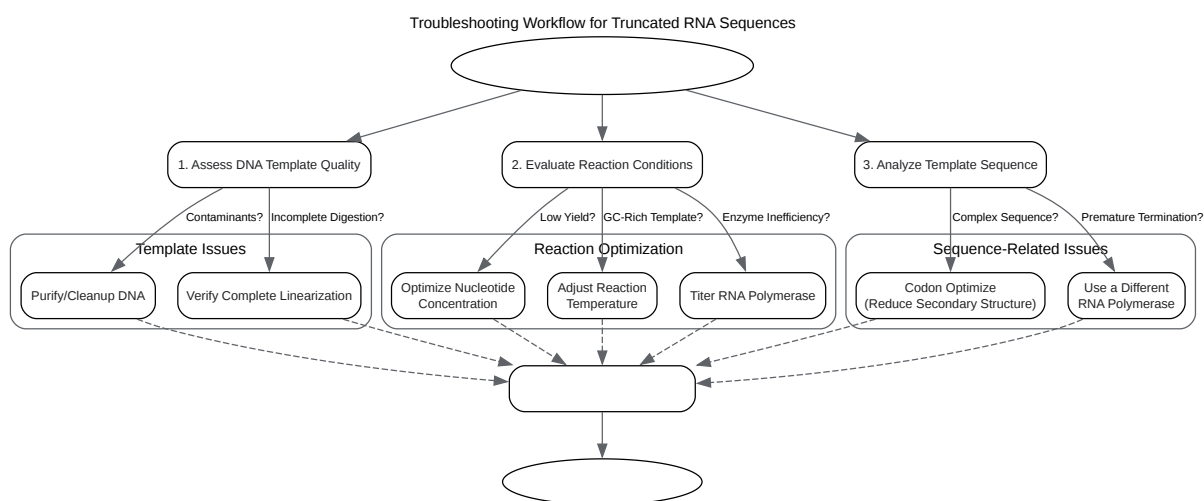 Troubleshooting Workflow for Truncated RNA Sequences
1. Assess DNA Template Quality
2. Evaluate Reaction Conditions
3. Analyze Template Sequence
Contaminants?
Incomplete Digestion?
Low Yield?
GC-Rich Template?
Enzyme Inefficiency?
Complex Sequence?
Premature Termination?
Template Issues
Reaction Optimization
Sequence-Related Issues
Purify/Cleanup DNA
Verify Complete Linearization
Optimize Nucleotide
Concentration
Adjust Reaction
Temperature
Titer RNA Polymerase
Codon Optimize
(Reduce Secondary Structure)
Use a Different
RNA Polymerase